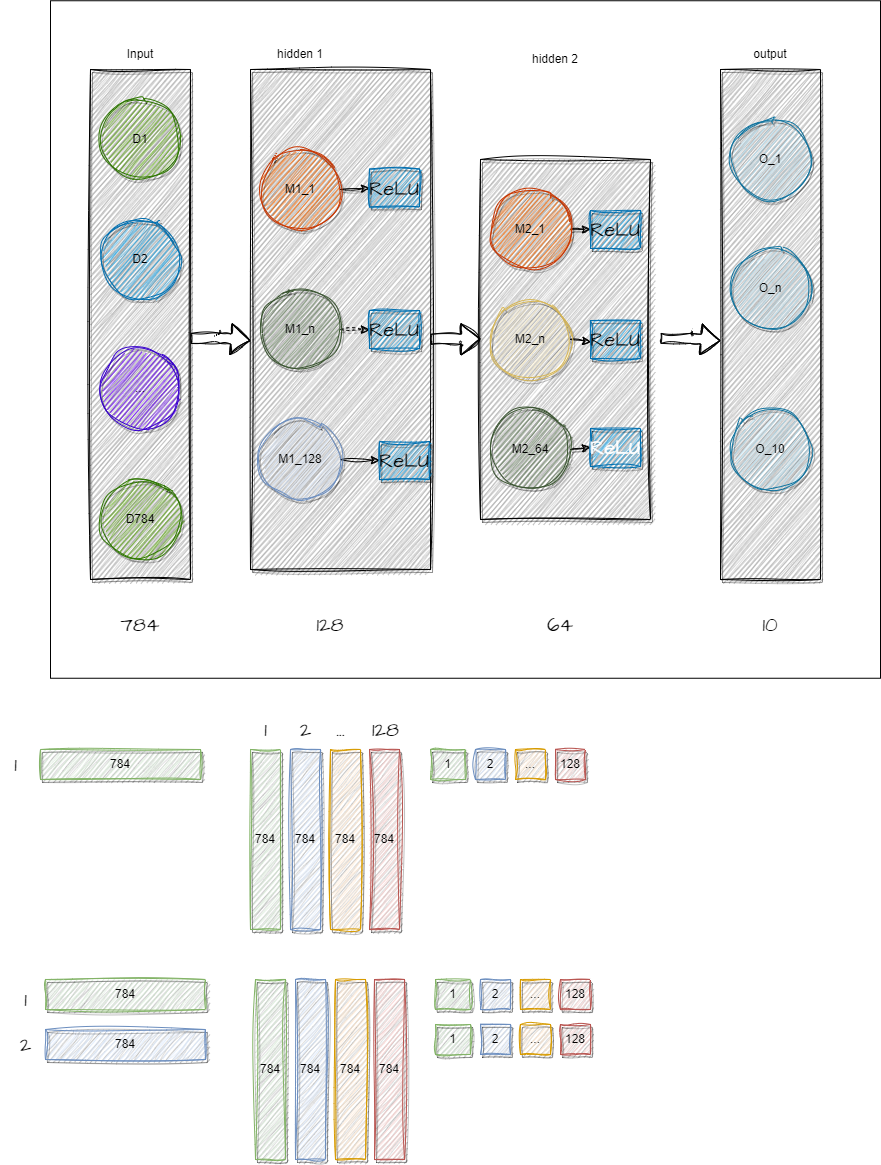 Input
hidden 1
hidden 2
output
D1
D2
...
D784
M1_1
ReLU
M1_n
ReLU
M1_128
ReLU
M2_1
ReLU
M2_n
ReLU
M2_64
ReLU
O_1
O_n
O_10
784
128
64
10
1 2 ... 128
1 784
784 784 784 784
1 2 ... 128
1 784
2 784
784 784 784 784
1 2 ... 128
1 2 ... 128